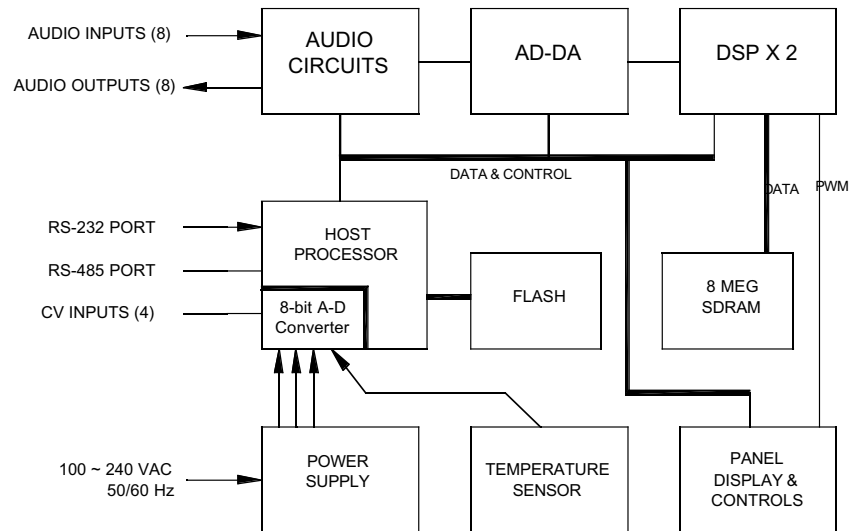 AUDIO INPUTS (8)
AUDIO OUTPUTS (8)
AUDIO
CIRCUITS
AD-DA
DSP X 2
DATA & CONTROL
DATA
PWM
RS-232 PORT
RS-485 PORT
CV INPUTS (4)
HOST
PROCESSOR
8-bit A-D
Converter
FLASH
8 MEG
SDRAM
100 ~ 240 VAC
50/60 Hz
POWER
SUPPLY
TEMPERATURE
SENSOR
PANEL
DISPLAY &
CONTROLS